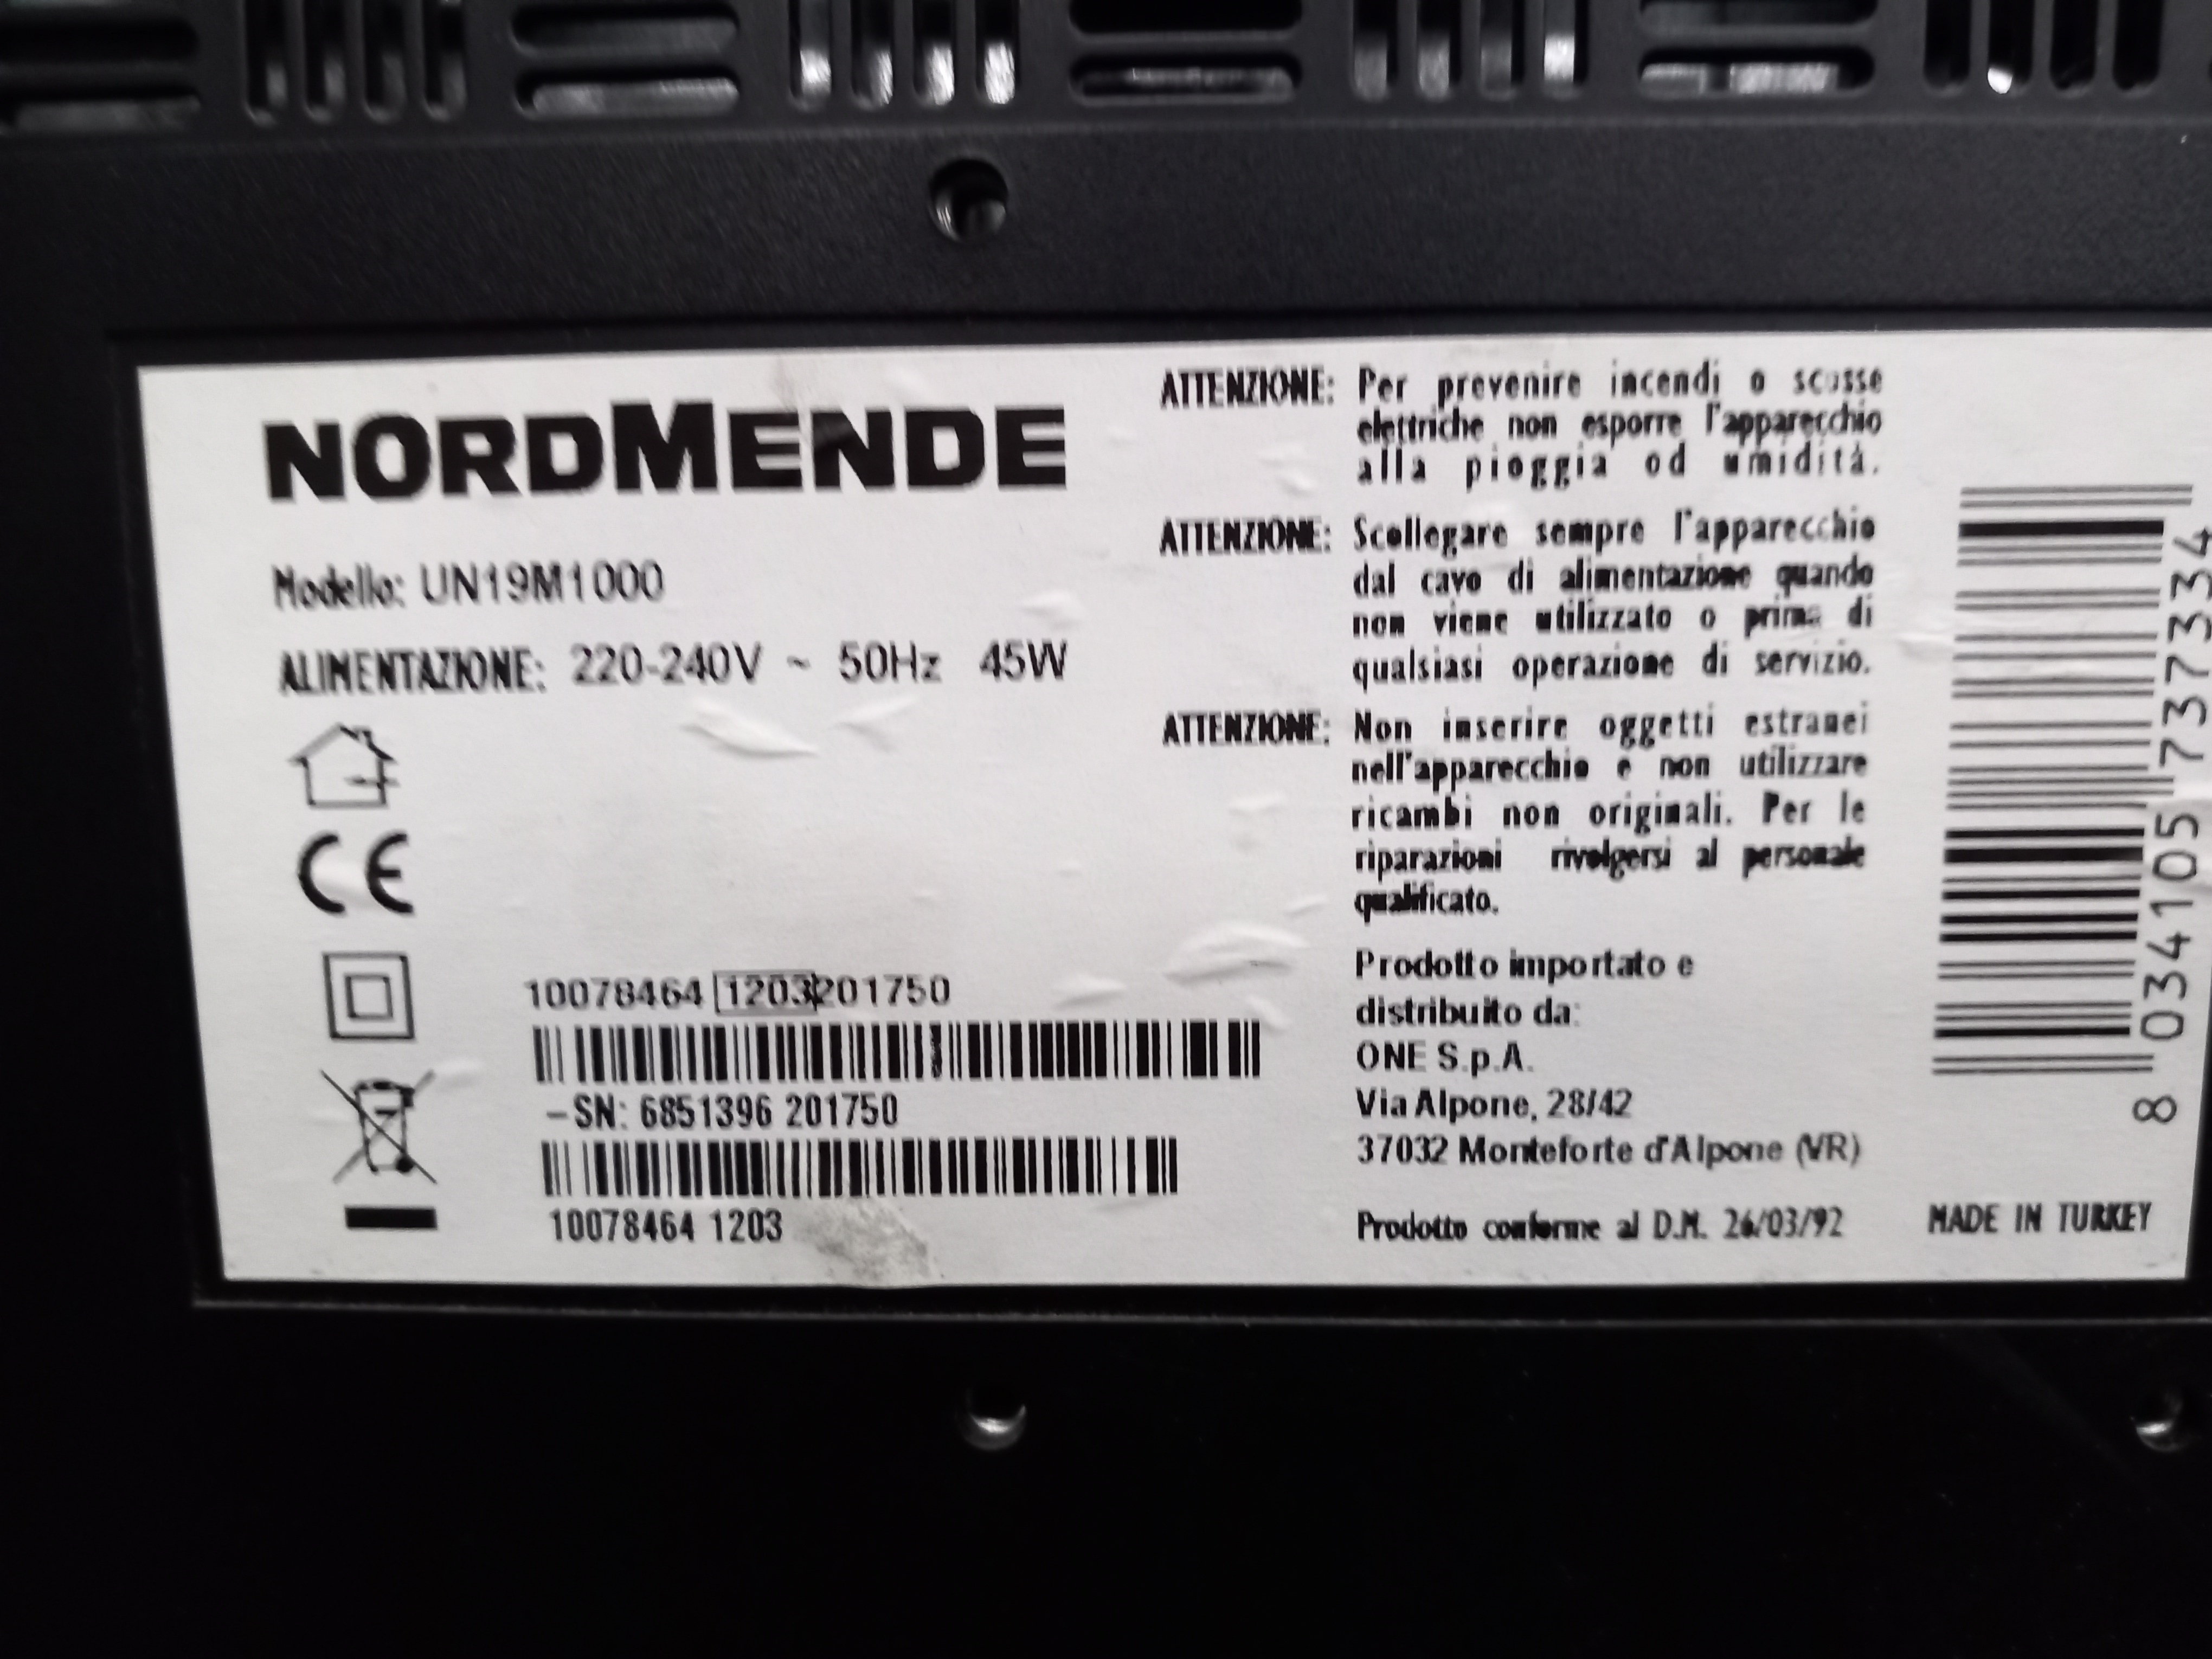 NORDMENDE
Modello: UN19M1000
ALIMENTAZIONE: 220-240V ~ 50Hz 45W
CE
10078464 1203 201750
-SN: 6851396 201750
10078464 1203
ATTENZIONE: Per prevenire incendi o scosse
elettriche non esporre l'apparecchio
alla pioggia od umidità.
ATTENZIONE: Scollegare sempre l'apparecchio
dal cavo di alimentazione quando
non viene utilizzato o prima di
qualsiasi operazione di servizio.
ATTENZIONE: Non inserire oggetti estranei
nell'apparecchio e non utilizzare
ricambi non originali. Per le
riparazioni rivolgersi al personale
qualificato.
Prodotto importato e
distribuito da:
ONE S.p.A.
Via Alpone, 28/42
37032 Monteforte d'Alpone (VR)
Prodotto conforme al D.M. 26/03/92
MADE IN TURKEY
8 034105 737334